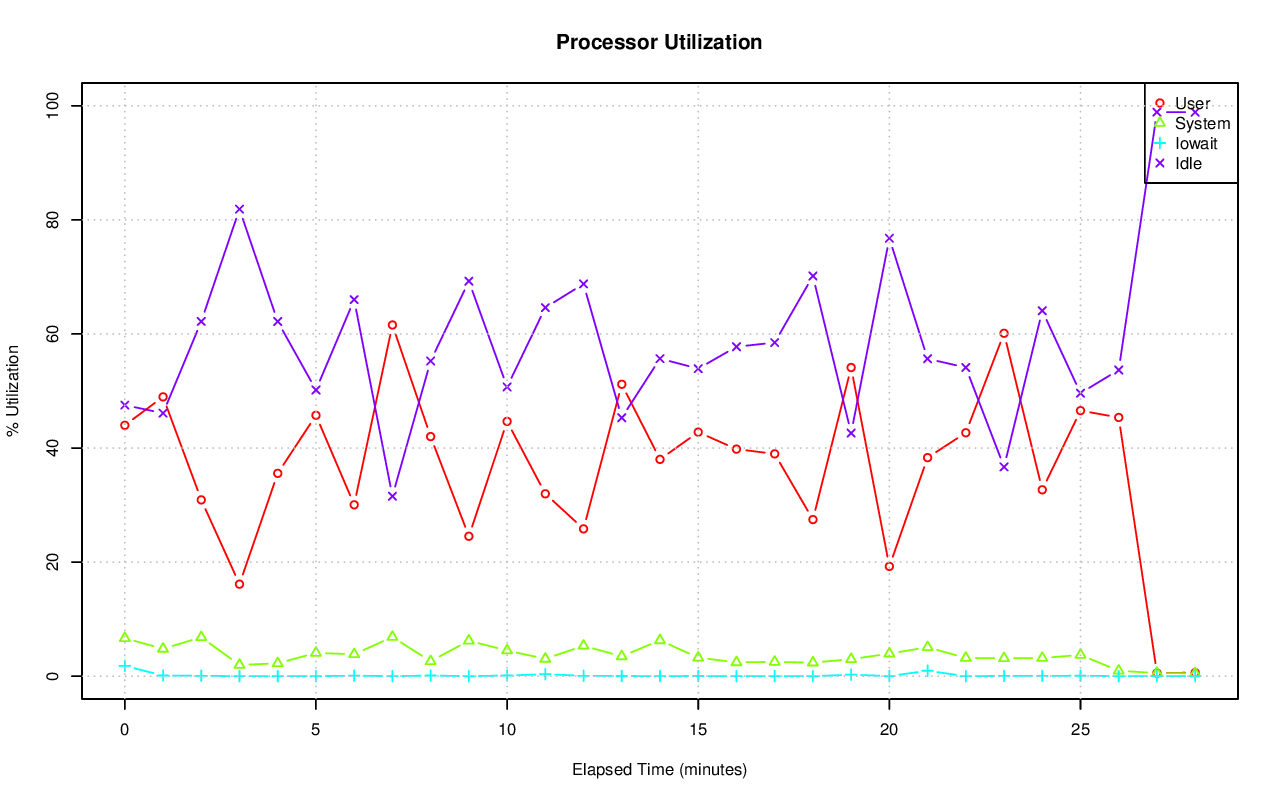 Processor Utilization
% Utilization
100
80
60
40
20
0
User
System
Iowait
Idle
0 5 10 15 20 25
Elapsed Time (minutes)